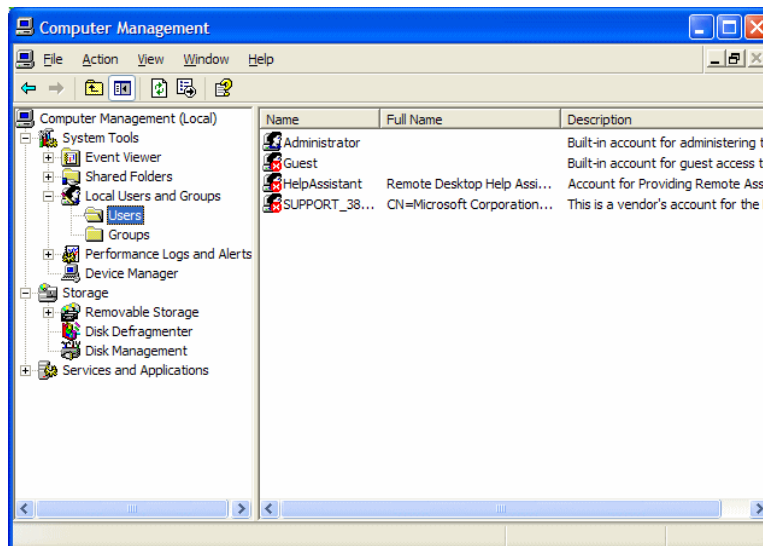 Computer Management
File Action View Window Help
Computer Management (Local)
System Tools
Event Viewer
Shared Folders
Local Users and Groups
Users
Groups
Performance Logs and Alerts
Device Manager
Storage
Removable Storage
Disk Defragmenter
Disk Management
Services and Applications
Name Full Name Description
Administrator Built-in account for administering t
Guest Built-in account for guest access t
HelpAssistant Remote Desktop Help Assi... Account for Providing Remote Ass
SUPPORT_38... CN=Microsoft Corporation... This is a vendor's account for the